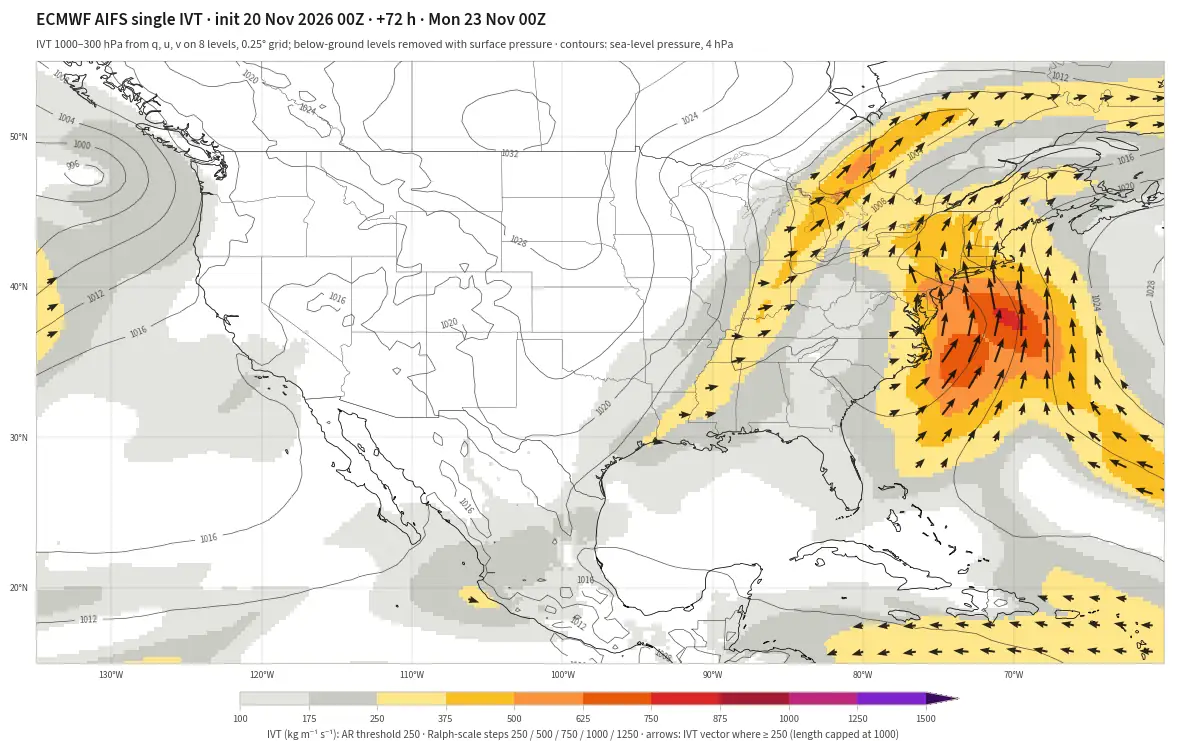 ECMWF AIFS single IVT · init 20 Nov 2026 00Z · +72 h · Mon 23 Nov 00Z
IVT 1000–300 hPa from q, u, v on 8 levels, 0.25° grid; below-ground levels removed with surface pressure · contours: sea-level pressure, 4 hPa
1020
1012
1004
1024
1024
50°N
1000
1032
996
1016
1020
1008
1028
40°N
1012
1016
1028
1024
1016
1020
1020
30°N
1016
1016
1016
20°N
1012
1012
130°W 120°W 110°W 100°W 90°W 80°W 70°W
100 175 250 375 500 625 750 875 1000 1250 1500
IVT (kg m⁻¹ s⁻¹): AR threshold 250 · Ralph-scale steps 250 / 500 / 750 / 1000 / 1250 · arrows: IVT vector where ≥ 250 (length capped at 1000)